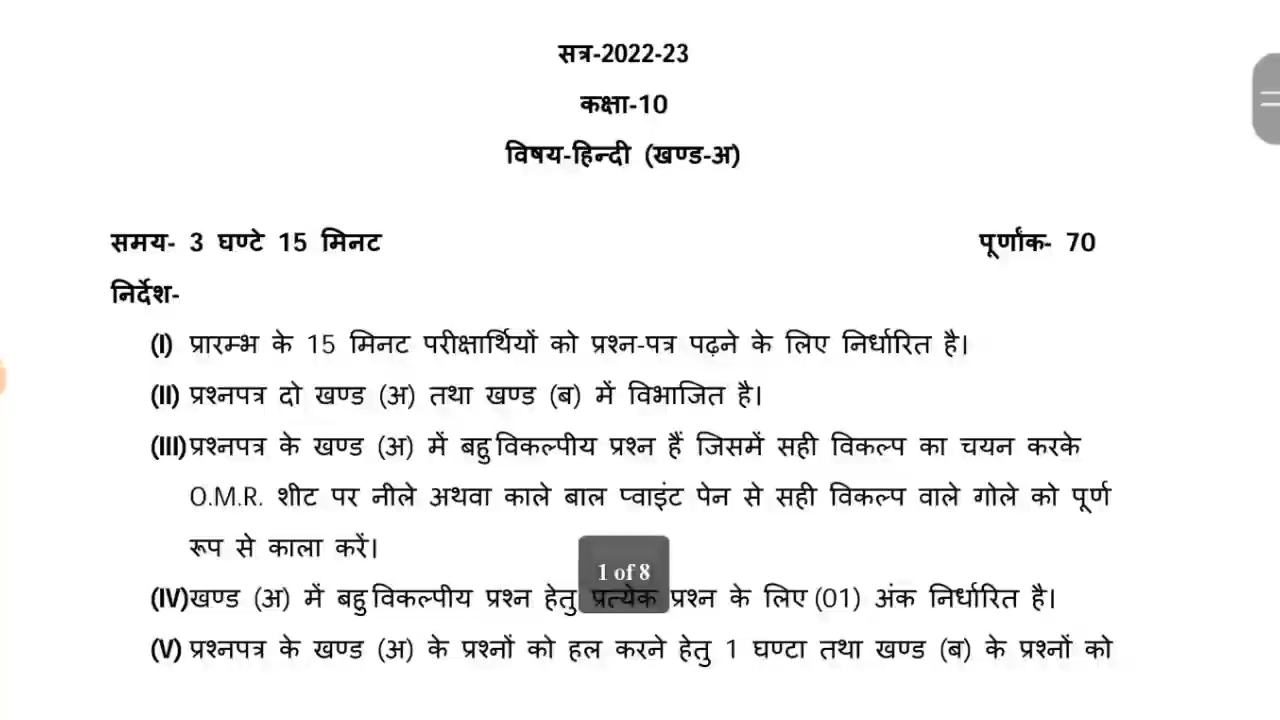 सत्र-2022-23
कक्षा-10
विषय-हिन्दी (खण्ड-अ)
समय- 3 घण्टे 15 मिनट पूर्णांक- 70
निर्देश-
(I) प्रारम्भ के 15 मिनट परीक्षार्थियों को प्रश्न-पत्र पढ़ने के लिए निर्धारित है।
(II) प्रश्नपत्र दो खण्ड (अ) तथा खण्ड (ब) में विभाजित है।
(III) प्रश्नपत्र के खण्ड (अ) में बहुविकल्पीय प्रश्न हैं जिसमें सही विकल्प का चयन करके
O.M.R. शीट पर नीले अथवा काले बाल प्वाइंट पेन से सही विकल्प वाले गोले को पूर्ण
रूप से काला करें।
1 of 8
(IV) खण्ड (अ) में बहुविकल्पीय प्रश्न हेतु प्रत्येक प्रश्न के लिए (01) अंक निर्धारित है।
(V) प्रश्नपत्र के खण्ड (अ) के प्रश्नों को हल करने हेतु 1 घण्टा तथा खण्ड (ब) के प्रश्नों को